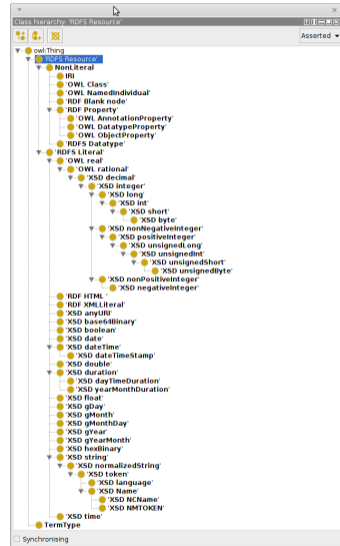 Class hierarchy: 'RDFS Resource'
Asserted
owl:Thing
'RDFS Resource'
NonLiteral
IRI
'OWL Class'
'OWL NamedIndividual'
'RDF Blank node'
'RDF Property'
'OWL AnnotationProperty'
'OWL DatatypeProperty'
'OWL ObjectProperty'
'RDFS Datatype'
'RDFS Literal'
'OWL real'
'OWL rational'
'XSD decimal'
'XSD integer'
'XSD long'
'XSD int'
'XSD short'
'XSD byte'
'XSD nonNegativeInteger'
'XSD positiveInteger'
'XSD unsignedLong'
'XSD unsignedInt'
'XSD unsignedShort'
'XSD unsignedByte'
'XSD nonPositiveInteger'
'XSD negativeInteger'
'RDF HTML '
'RDF XMLLiteral'
'XSD anyURI'
'XSD base64Binary'
'XSD boolean'
'XSD date'
'XSD dateTime'
'XSD dateTimeStamp'
'XSD double'
'XSD duration'
'XSD dayTimeDuration'
'XSD yearMonthDuration'
'XSD float'
'XSD gDay'
'XSD gMonth'
'XSD gMonthDay'
'XSD gYear'
'XSD gYearMonth'
'XSD hexBinary'
'XSD string'
'XSD normalizedString'
'XSD token'
'XSD language'
'XSD Name'
'XSD NCName'
'XSD NMTOKEN'
'XSD time'
TermType
Synchronising